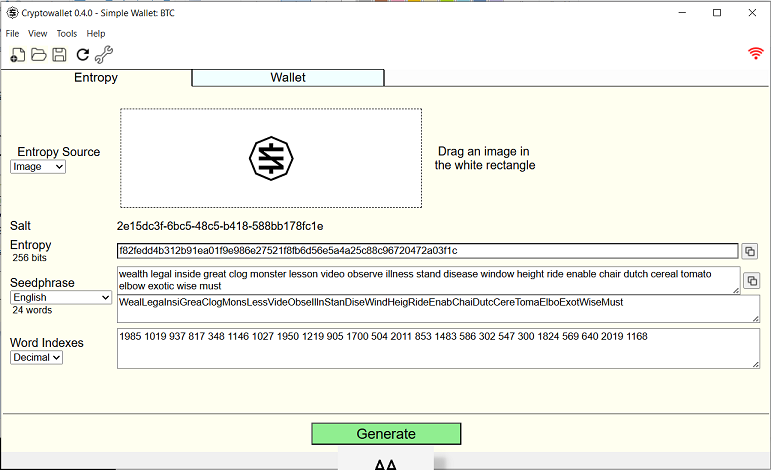 Cryptowallet 0.4.0 - Simple Wallet: BTC
File View Tools Help
Entropy Wallet
Entropy Source
Image
Drag an image in
the white rectangle
Salt 2e15dc3f-6bc5-48c5-b418-588bb178fc1e
Entropy
256 bits
f82fedd4b312b91ea01f9e986e27521f8fb6d56e5a4a25c88c96720472a03f1c
Seedphrase
English
24 words
wealth legal inside great clog monster lesson video observe illness stand disease window height ride enable chair dutch cereal tomato
elbow exotic wise must
WealLegaInsiGreaClogMonsLessVideObseIllnStanDiseWindHeigRideEnabChaiDutcCereTomaElboExotWiseMust
Word Indexes
Decimal
1985 1019 937 817 348 1146 1027 1950 1219 905 1700 504 2011 853 1483 586 302 547 300 1824 569 640 2019 1168
Generate